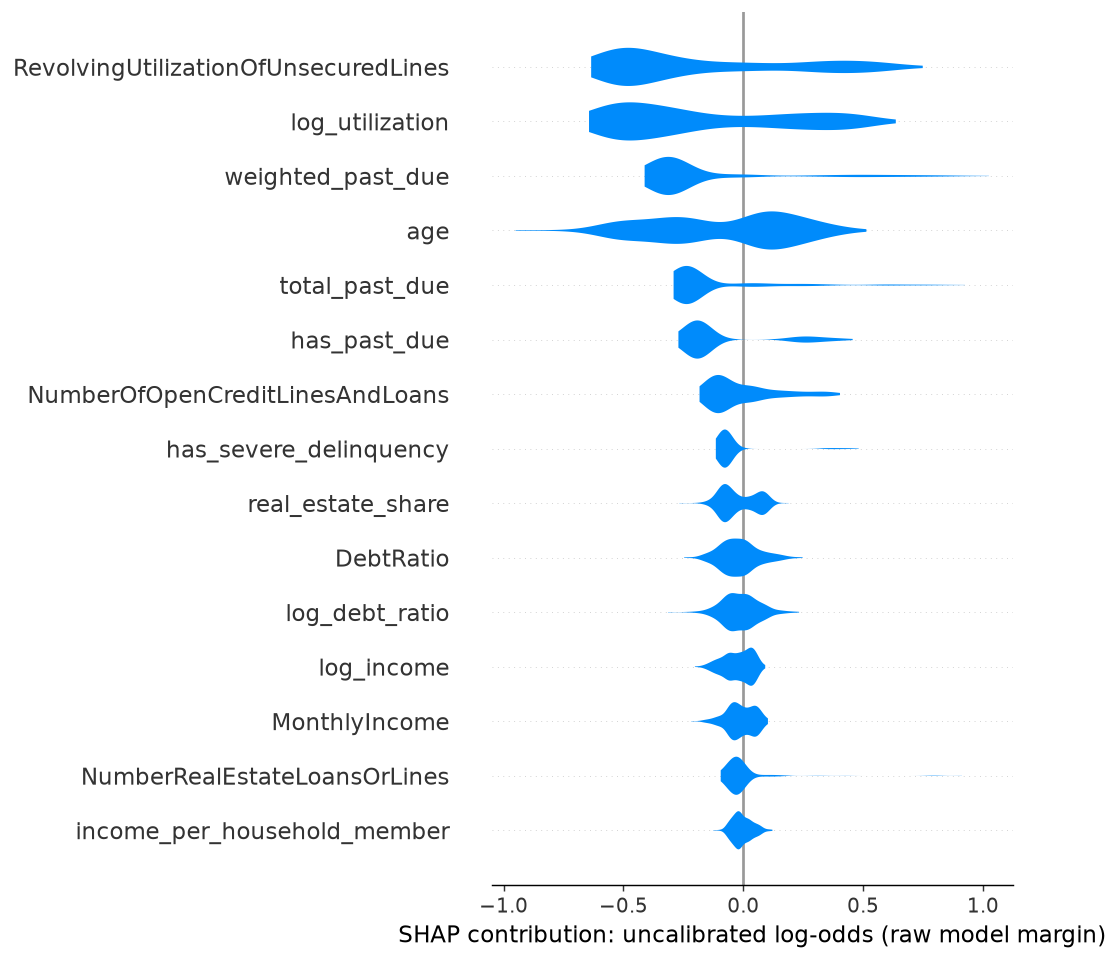 RevolvingUtilizationOfUnsecuredLines
log_utilization
weighted_past_due
age
total_past_due
has_past_due
NumberOfOpenCreditLinesAndLoans
has_severe_delinquency
real_estate_share
DebtRatio
log_debt_ratio
log_income
MonthlyIncome
NumberRealEstateLoansOrLines
income_per_household_member
−1.0 −0.5 0.0 0.5 1.0
SHAP contribution: uncalibrated log-odds (raw model margin)